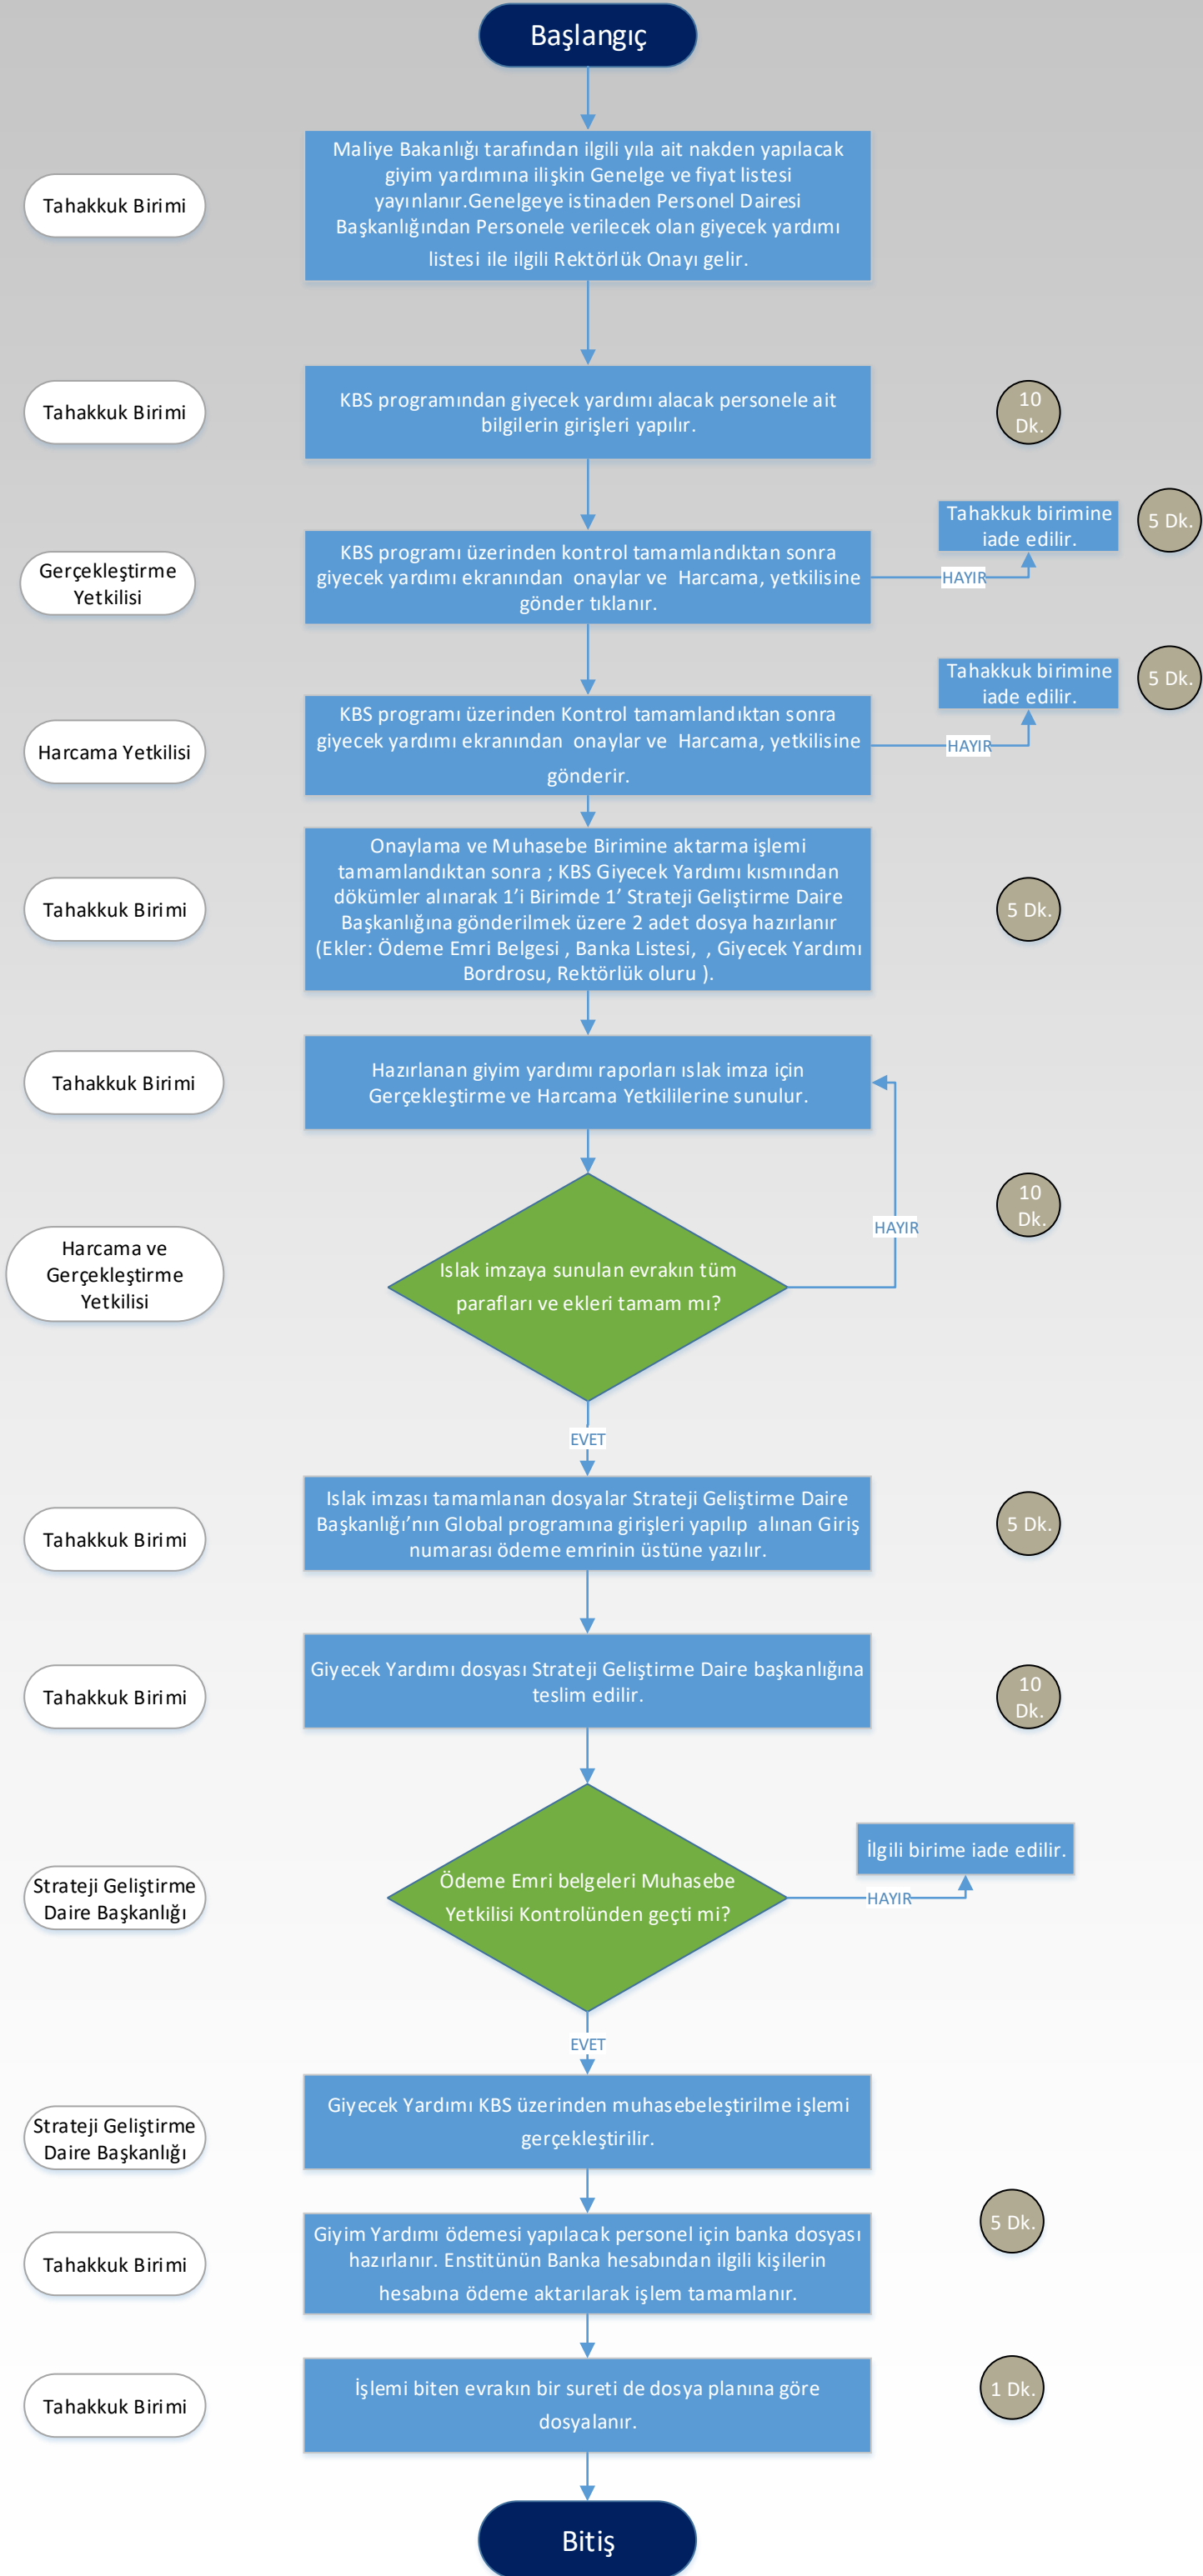 Başlangıç
Tahakkuk Birimi
Maliye Bakanlığı tarafından ilgili yıla ait nakden yapılacak
giyim yardımına ilişkin Genelge ve fiyat listesi
yayınlanır.Genelgeye istinaden Personel Dairesi
Başkanlığından Personele verilecek olan giyecek yardımı
listesi ile ilgili Rektörlük Onayı gelir.
Tahakkuk Birimi
KBS programından giyecek yardımı alacak personele ait
bilgilerin girişleri yapılır.
10
Dk.
Gerçekleştirme
Yetkilisi
KBS programı üzerinden kontrol tamamlandıktan sonra
giyecek yardımı ekranından onaylar ve Harcama, yetkilisine
gönder tıklanır.
HAYIR
Tahakkuk birimine
iade edilir.
5 Dk.
Harcama Yetkilisi
KBS programı üzerinden Kontrol tamamlandıktan sonra
giyecek yardımı ekranından onaylar ve Harcama, yetkilisine
gönderir.
HAYIR
Tahakkuk birimine
iade edilir.
5 Dk.
Tahakkuk Birimi
Onaylama ve Muhasebe Birimine aktarma işlemi
tamamlandıktan sonra ; KBS Giyecek Yardımı kısmından
dökümler alınarak 1’i Birimde 1’ Strateji Geliştirme Daire
Başkanlığına gönderilmek üzere 2 adet dosya hazırlanır
(Ekler: Ödeme Emri Belgesi , Banka Listesi, , Giyecek Yardımı
Bordrosu, Rektörlük oluru ).
5 Dk.
Tahakkuk Birimi
Hazırlanan giyim yardımı raporları ıslak imza için
Gerçekleştirme ve Harcama Yetkililerine sunulur.
Harcama ve
Gerçekleştirme
Yetkilisi
Islak imzaya sunulan evrakın tüm
parafları ve ekleri tamam mı?
HAYIR
10
Dk.
EVET
Tahakkuk Birimi
Islak imzası tamamlanan dosyalar Strateji Geliştirme Daire
Başkanlığı’nın Global programına girişleri yapılıp alınan Giriş
numarası ödeme emrinin üstüne yazılır.
5 Dk.
Tahakkuk Birimi
Giyecek Yardımı dosyası Strateji Geliştirme Daire başkanlığına
teslim edilir.
10
Dk.
Strateji Geliştirme
Daire Başkanlığı
Ödeme Emri belgeleri Muhasebe
Yetkilisi Kontrolünden geçti mi?
HAYIR
İlgili birime iade edilir.
EVET
Strateji Geliştirme
Daire Başkanlığı
Giyecek Yardımı KBS üzerinden muhasebeleştirilme işlemi
gerçekleştirilir.
Tahakkuk Birimi
Giyim Yardımı ödemesi yapılacak personel için banka dosyası
hazırlanır. Enstitünün Banka hesabından ilgili kişilerin
hesabına ödeme aktarılarak işlem tamamlanır.
5 Dk.
Tahakkuk Birimi
İşlemi biten evrakın bir sureti de dosya planına göre
dosyalanır.
1 Dk.
Bitiş